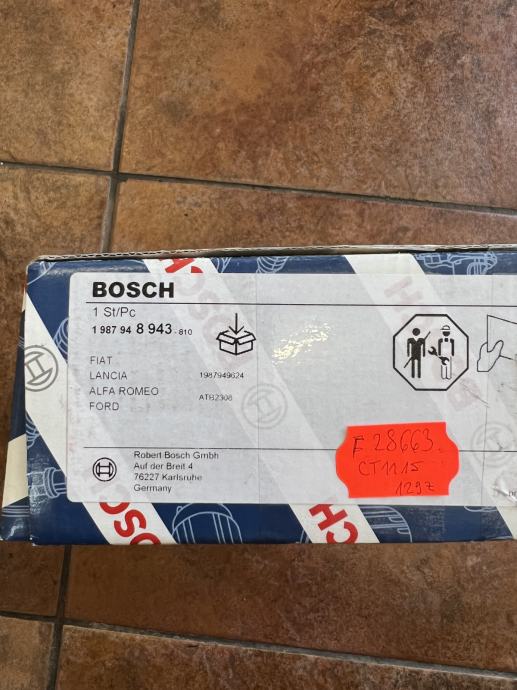 BOSCH
1 St/Pc
1 987 94 8 943 - 810
FIAT
LANCIA 1987949624
ALFA ROMEO ATB2308
FORD
Robert Bosch Gmbh
Auf der Breit 4
76227 Karlsruhe
Germany
F 28663
CT1115
129z